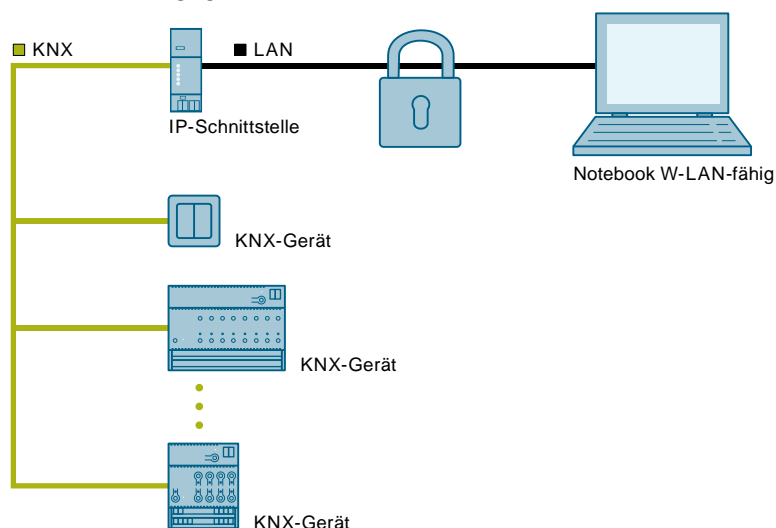 KNX
LAN
IP-Schnittstelle
Notebook W-LAN-fähig
KNX-Gerät
KNX-Gerät
KNX-Gerät